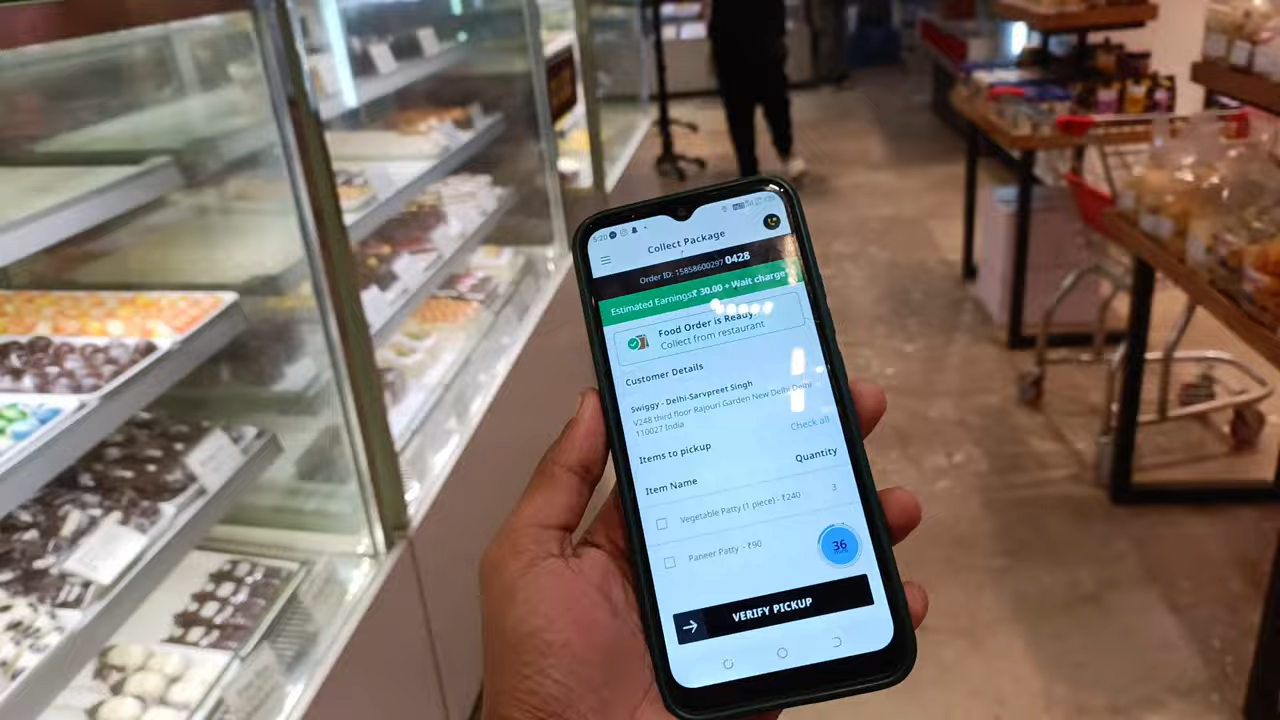 5:20
Collect Package
Order ID: 15858600297 0428
Estimated Earnings₹ 30.00 + Wait charge*
Food Order is Ready.
Collect from restaurant
Customer Details
Swiggy - Delhi-Sarvpreet Singh
V248 third floor Rajouri Garden New Delhi Delhi
110027 India
Items to pickup
Check all
Item Name
Quantity
Vegetable Patty (1 piece) - ₹240
3
Paneer Patty - ₹90
36
VERIFY PICKUP